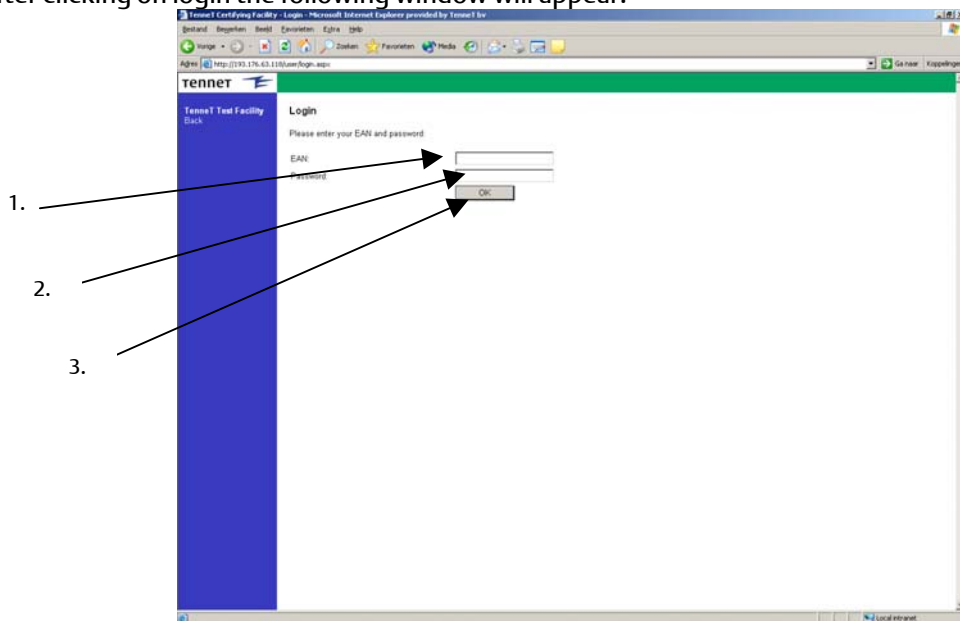 fter clicking on login the following window will appear:
TenneT Certifying Facility - Login - Microsoft Internet Explorer provided by TenneT bv
Bestand Bewerken Beeld Favorieten Extra Help
Vorige Zoeken Favorieten Media
Adres http://193.176.63.110/user/login.aspx Ga naar Koppelingen
TenneT
TenneT Test Facility
Back
Login
Please enter your EAN and password
EAN:
Password
OK
1.
2.
3.
Local intranet